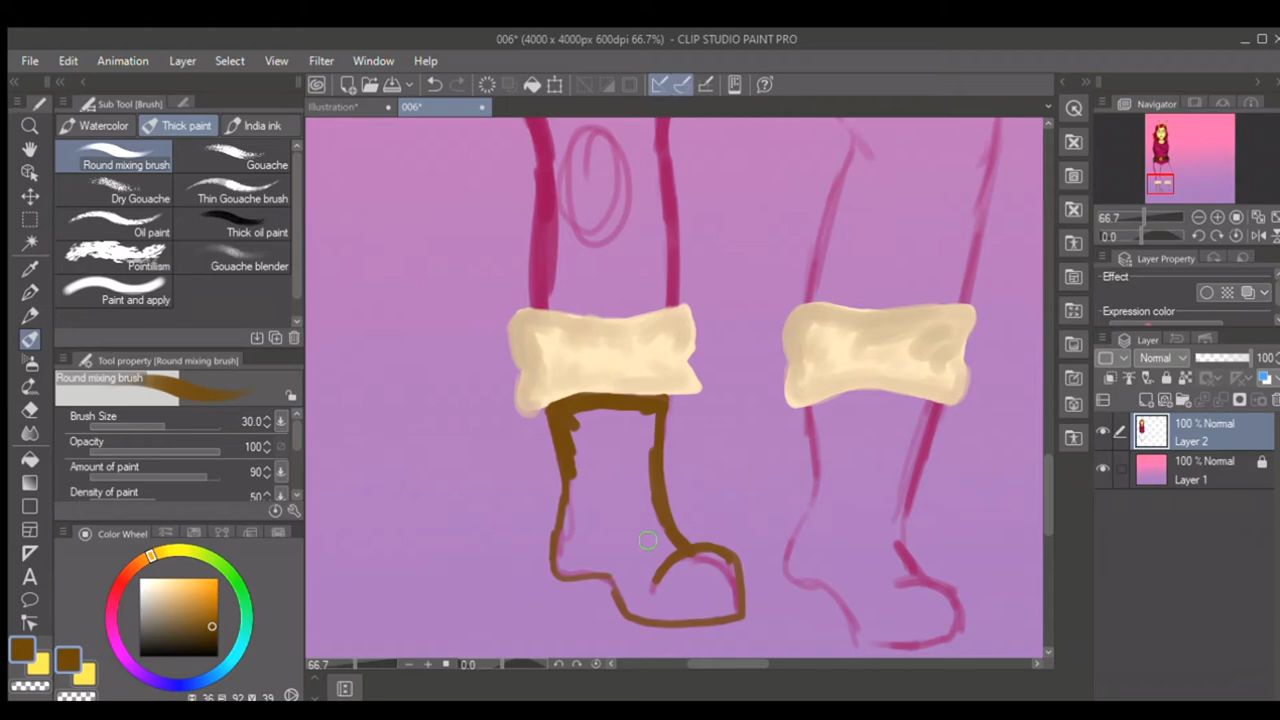 006* (4000 x 4000px 600dpi 66.7%) - CLIP STUDIO PAINT PRO
File Edit Animation Layer Select View Filter Window Help
Sub Tool [Brush]
Illustration* 006*
Navigator
Watercolor Thick paint India ink
Round mixing brush Gouache
Dry Gouache Thin Gouache brush
Oil paint Thick oil paint
Pointillism Gouache blender
Paint and apply
66.7
0.0
Layer Property
Effect
Expression color
Layer
Normal 100
100 % Normal
Layer 2
100 % Normal
Layer 1
Tool property [Round mixing brush]
Round mixing brush
Brush Size 30.0
Opacity 100
Amount of paint 90
Density of paint 50
Color Wheel
66.7 0.0
36 92 39